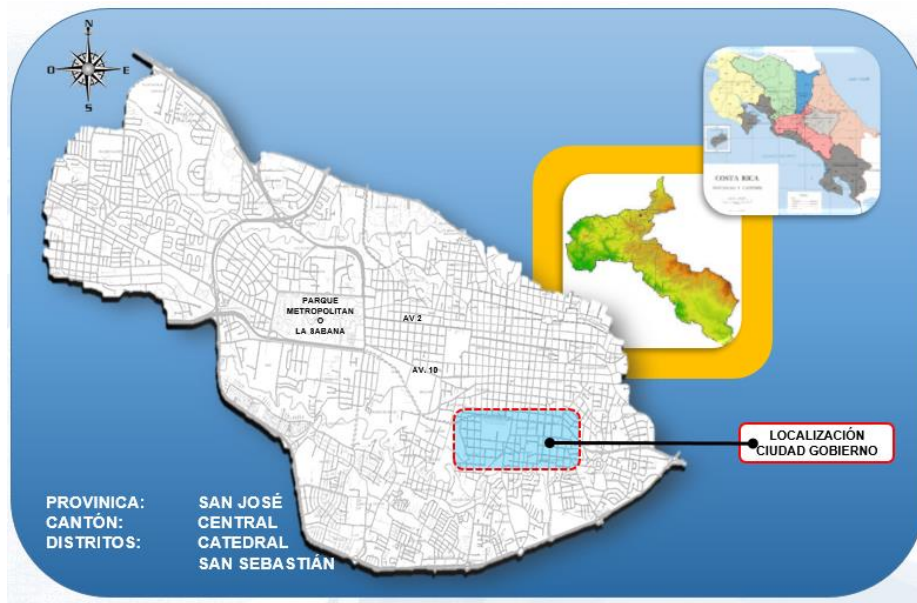 N
O
E
S
COSTA RICA
PARQUE
METROPOLITAN
O
LA SABANA
AV 2
AV. 10
LOCALIZACIÓN
CIUDAD GOBIERNO
PROVINICA: SAN JOSÉ
CANTÓN: CENTRAL
DISTRITOS: CATEDRAL
SAN SEBASTIÁN